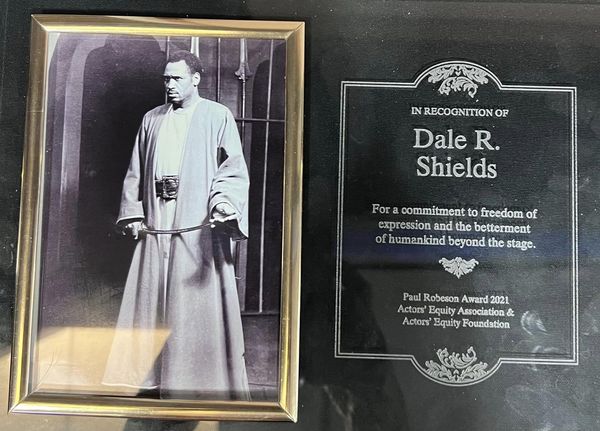 IN RECOGNITION OF
Dale R.
Shields
For a commitment to freedom of
expression and the betterment
of humankind beyond the stage.
Paul Robeson Award 2021
Actors' Equity Association &
Actors' Equity Foundation